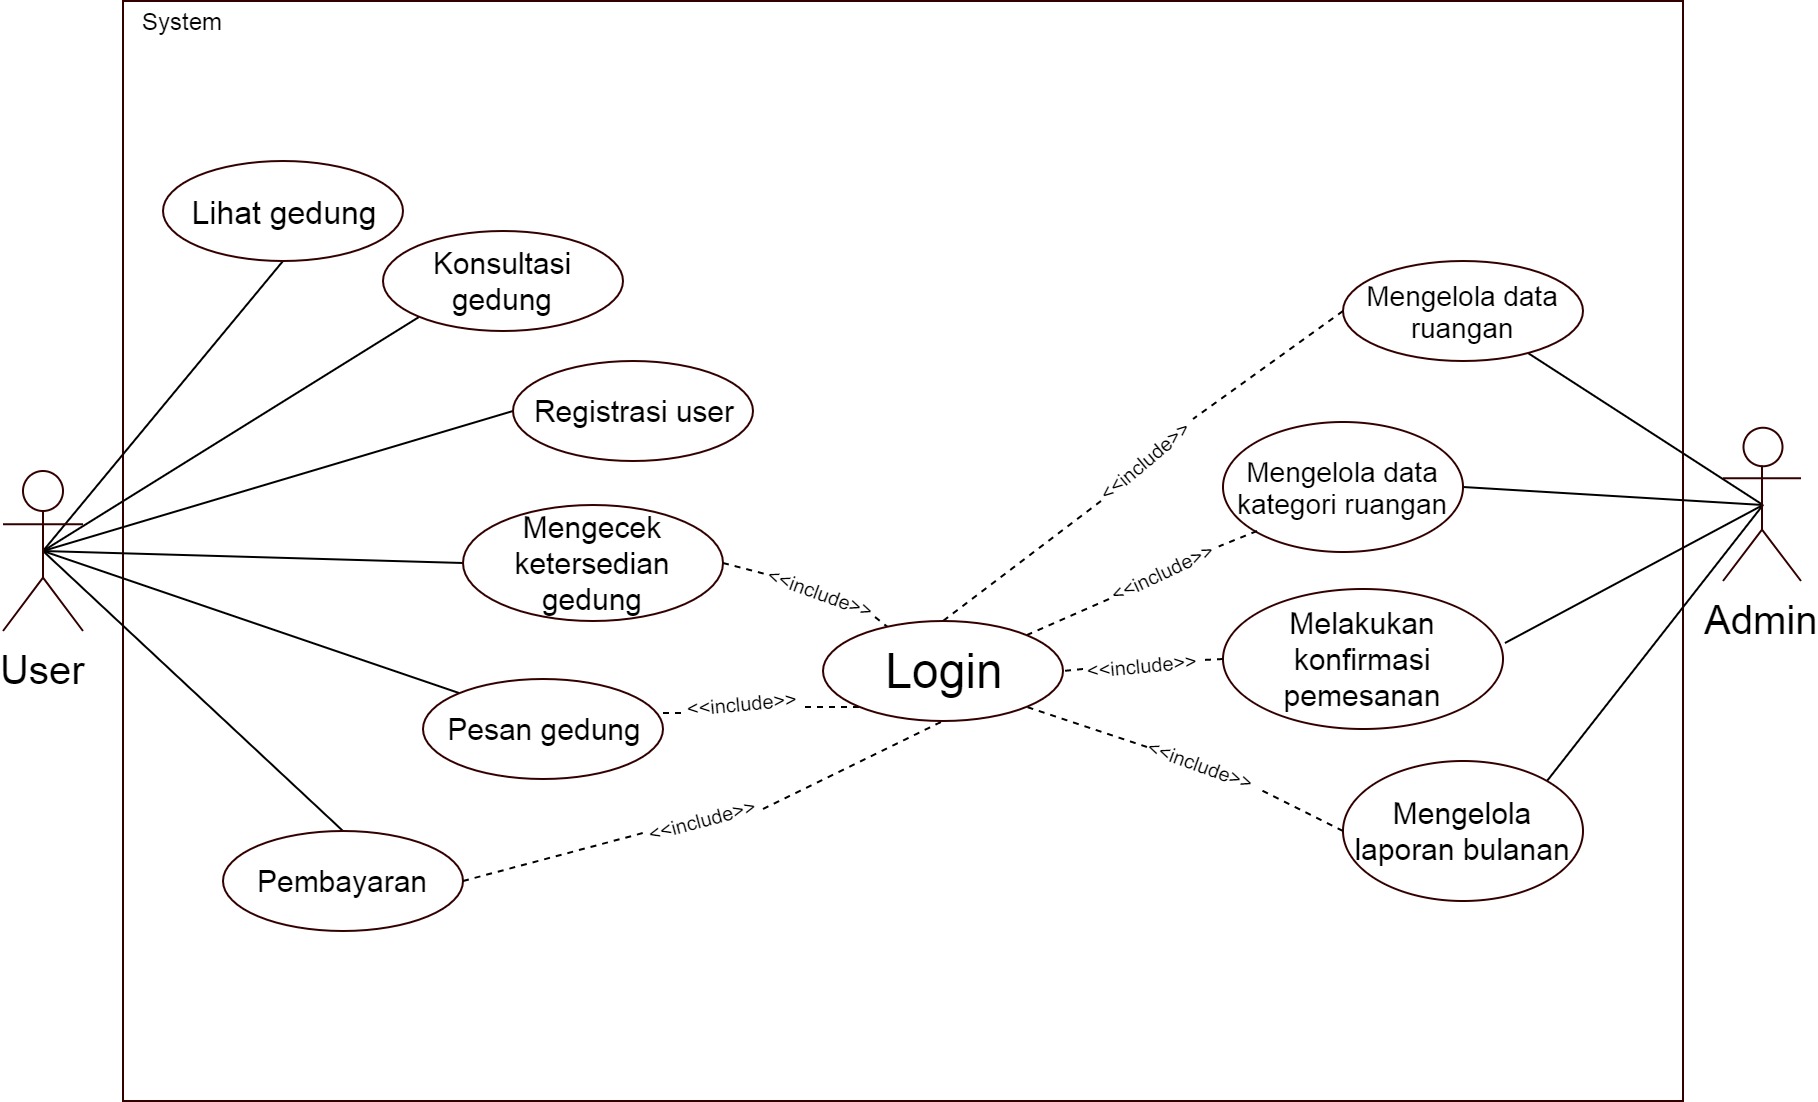 System
Lihat gedung
Konsultasi
gedung
Registrasi user
Mengecek
ketersedian
gedung
<<include>>
Pesan gedung
<<include>>
Pembayaran
<<include>>
Login
<<include>>
<<include>>
<<include>>
<<include>>
Mengelola data
ruangan
Mengelola data
kategori ruangan
Melakukan
konfirmasi
pemesanan
Mengelola
laporan bulanan
User
Admin